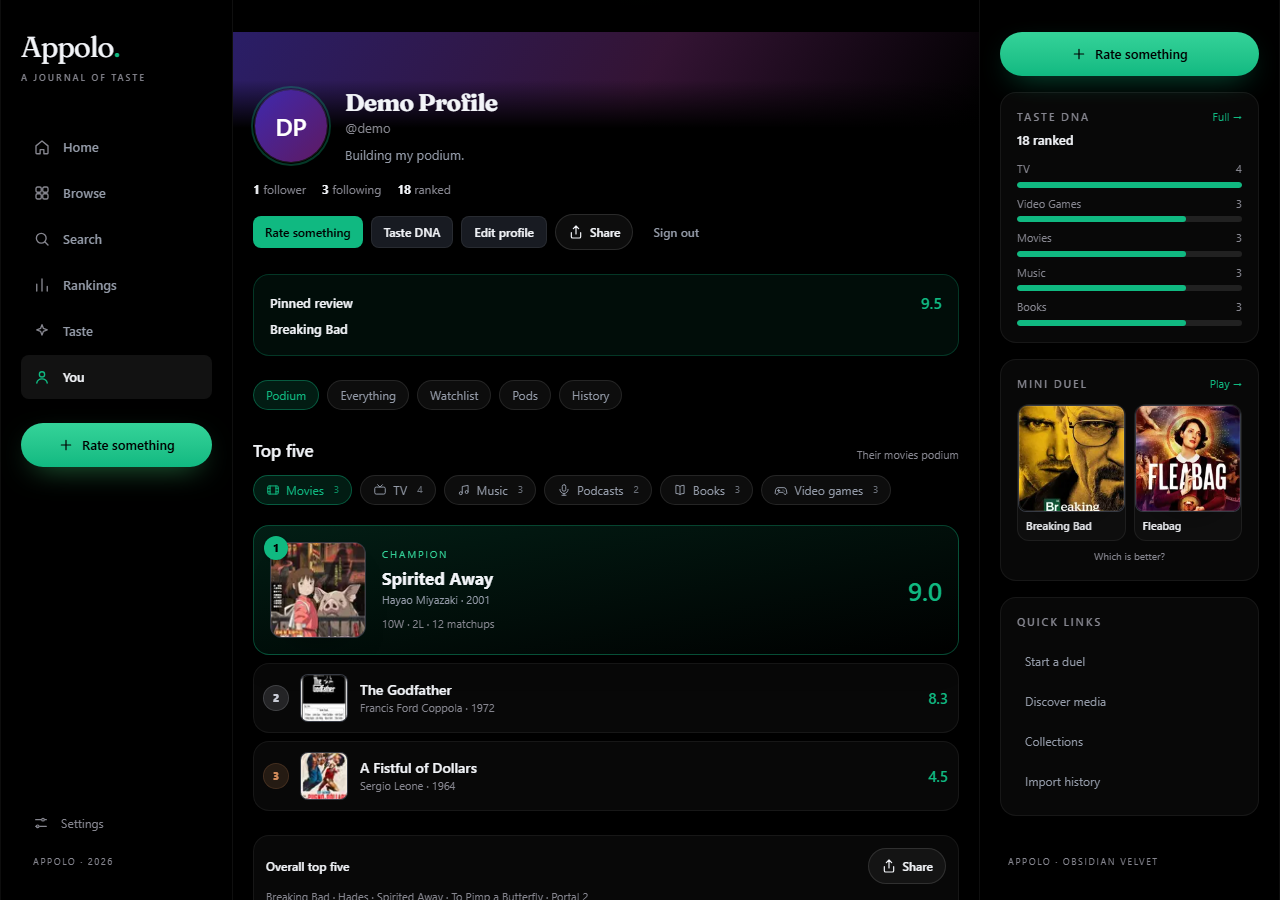 Appolo.
A JOURNAL OF TASTE
Home
Browse
Search
Rankings
Taste
You
Rate something
Settings
APPOLO · 2026
DP
Demo Profile
@demo
Building my podium.
1 follower 3 following 18 ranked
Rate something Taste DNA Edit profile Share Sign out
Pinned review 9.5
Breaking Bad
Podium Everything Watchlist Pods History
Top five Their movies podium
Movies 3 TV 4 Music 3 Podcasts 2 Books 3 Video games 3
1
CHAMPION
Spirited Away
Hayao Miyazaki · 2001
10W · 2L · 12 matchups
9.0
2
The Godfather
Francis Ford Coppola · 1972
8.3
3
A Fistful of Dollars
Sergio Leone · 1964
4.5
Overall top five Share
Breaking Bad · Hades · Spirited Away · To Pimp a Butterfly · Portal 2
Rate something
TASTE DNA Full →
18 ranked
TV 4
Video Games 3
Movies 3
Music 3
Books 3
MINI DUEL Play →
Breaking
FLEABAG
Breaking Bad Fleabag
Which is better?
QUICK LINKS
Start a duel
Discover media
Collections
Import history
APPOLO · OBSIDIAN VELVET